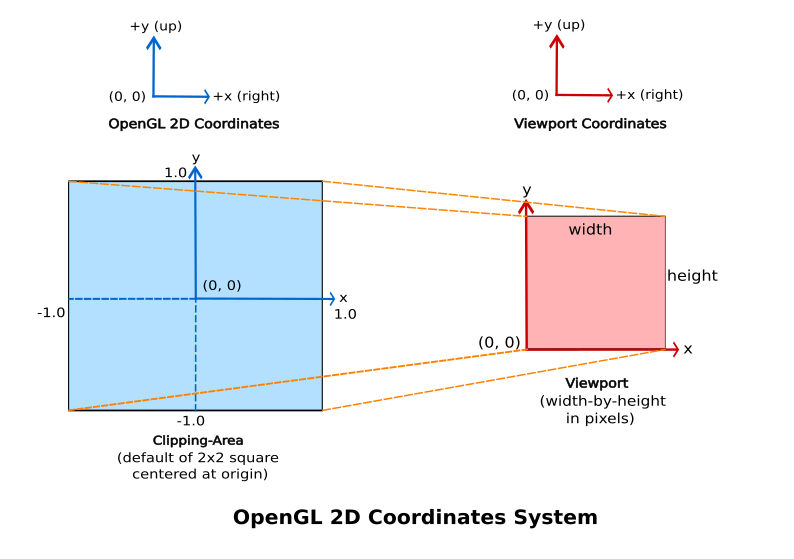 +y (up)
(0, 0)
+x (right)
OpenGL 2D Coordinates
+y (up)
(0, 0)
+x (right)
Viewport Coordinates
y
1.0
(0, 0)
x
-1.0
1.0
-1.0
Clipping-Area
(default of 2x2 square
centered at origin)
y
width
height
(0, 0)
x
Viewport
(width-by-height
in pixels)
OpenGL 2D Coordinates System